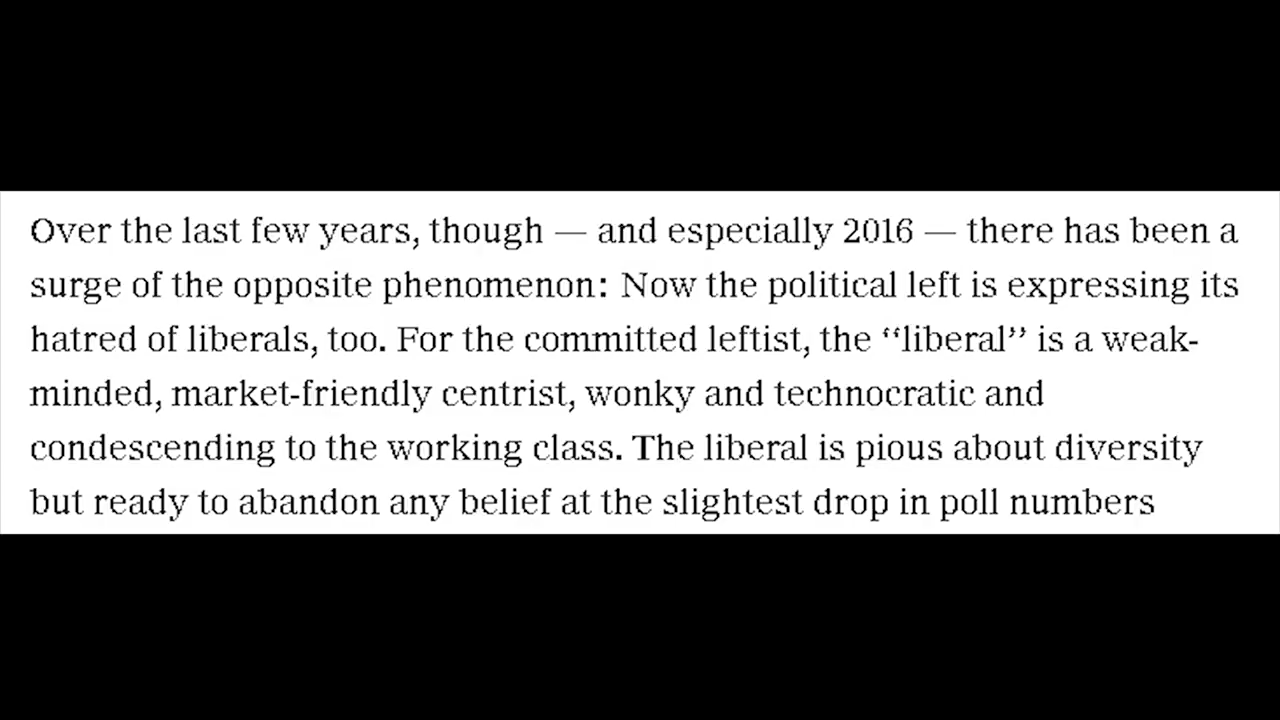 Over the last few years, though — and especially 2016 — there has been a
surge of the opposite phenomenon: Now the political left is expressing its
hatred of liberals, too. For the committed leftist, the “liberal” is a weak-
minded, market-friendly centrist, wonky and technocratic and
condescending to the working class. The liberal is pious about diversity
but ready to abandon any belief at the slightest drop in poll numbers